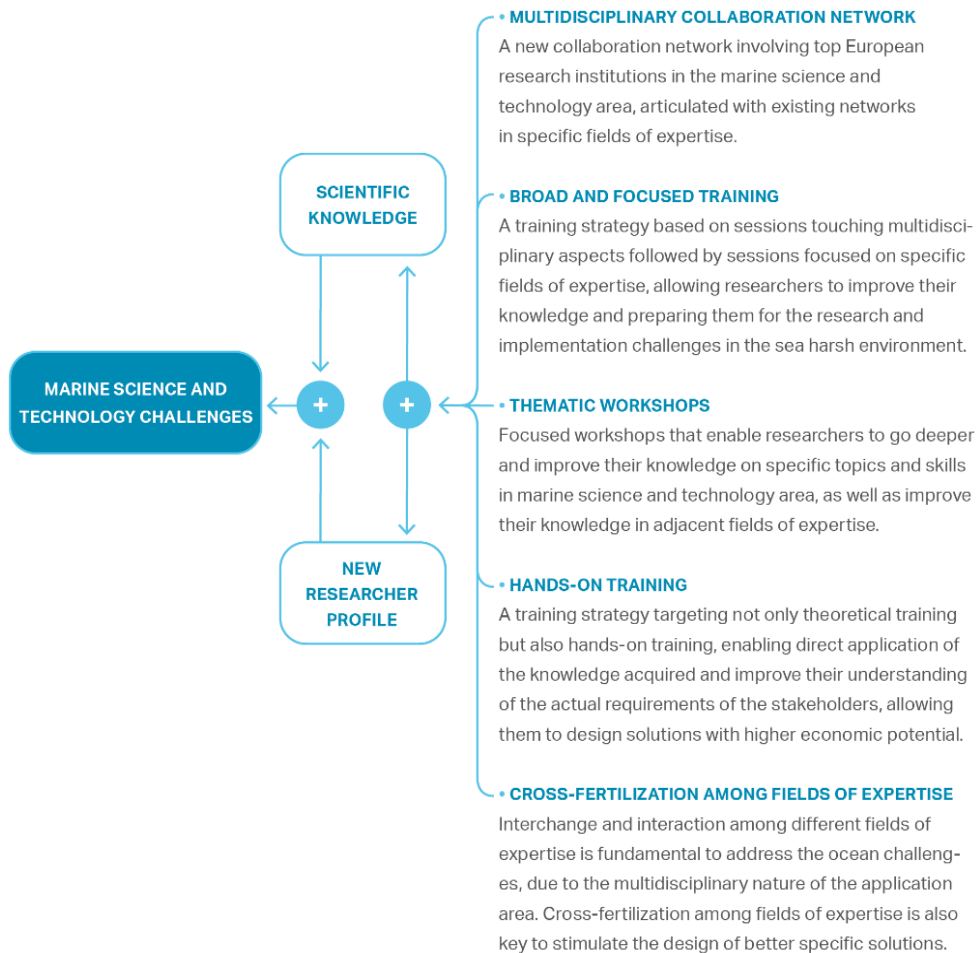 • MULTIDISCIPLINARY COLLABORATION NETWORK
A new collaboration network involving top European
research institutions in the marine science and
technology area, articulated with existing networks
in specific fields of expertise.
SCIENTIFIC
KNOWLEDGE
• BROAD AND FOCUSED TRAINING
A training strategy based on sessions touching multidisci-
plinary aspects followed by sessions focused on specific
fields of expertise, allowing researchers to improve their
knowledge and preparing them for the research and
implementation challenges in the sea harsh environment.
MARINE SCIENCE AND
TECHNOLOGY CHALLENGES
+
+
• THEMATIC WORKSHOPS
Focused workshops that enable researchers to go deeper
and improve their knowledge on specific topics and skills
in marine science and technology area, as well as improve
their knowledge in adjacent fields of expertise.
NEW
RESEARCHER
PROFILE
• HANDS-ON TRAINING
A training strategy targeting not only theoretical training
but also hands-on training, enabling direct application of
the knowledge acquired and improve their understanding
of the actual requirements of the stakeholders, allowing
them to design solutions with higher economic potential.
• CROSS-FERTILIZATION AMONG FIELDS OF EXPERTISE
Interchange and interaction among different fields of
expertise is fundamental to address the ocean challeng-
es, due to the multidisciplinary nature of the application
area. Cross-fertilization among fields of expertise is also
key to stimulate the design of better specific solutions.